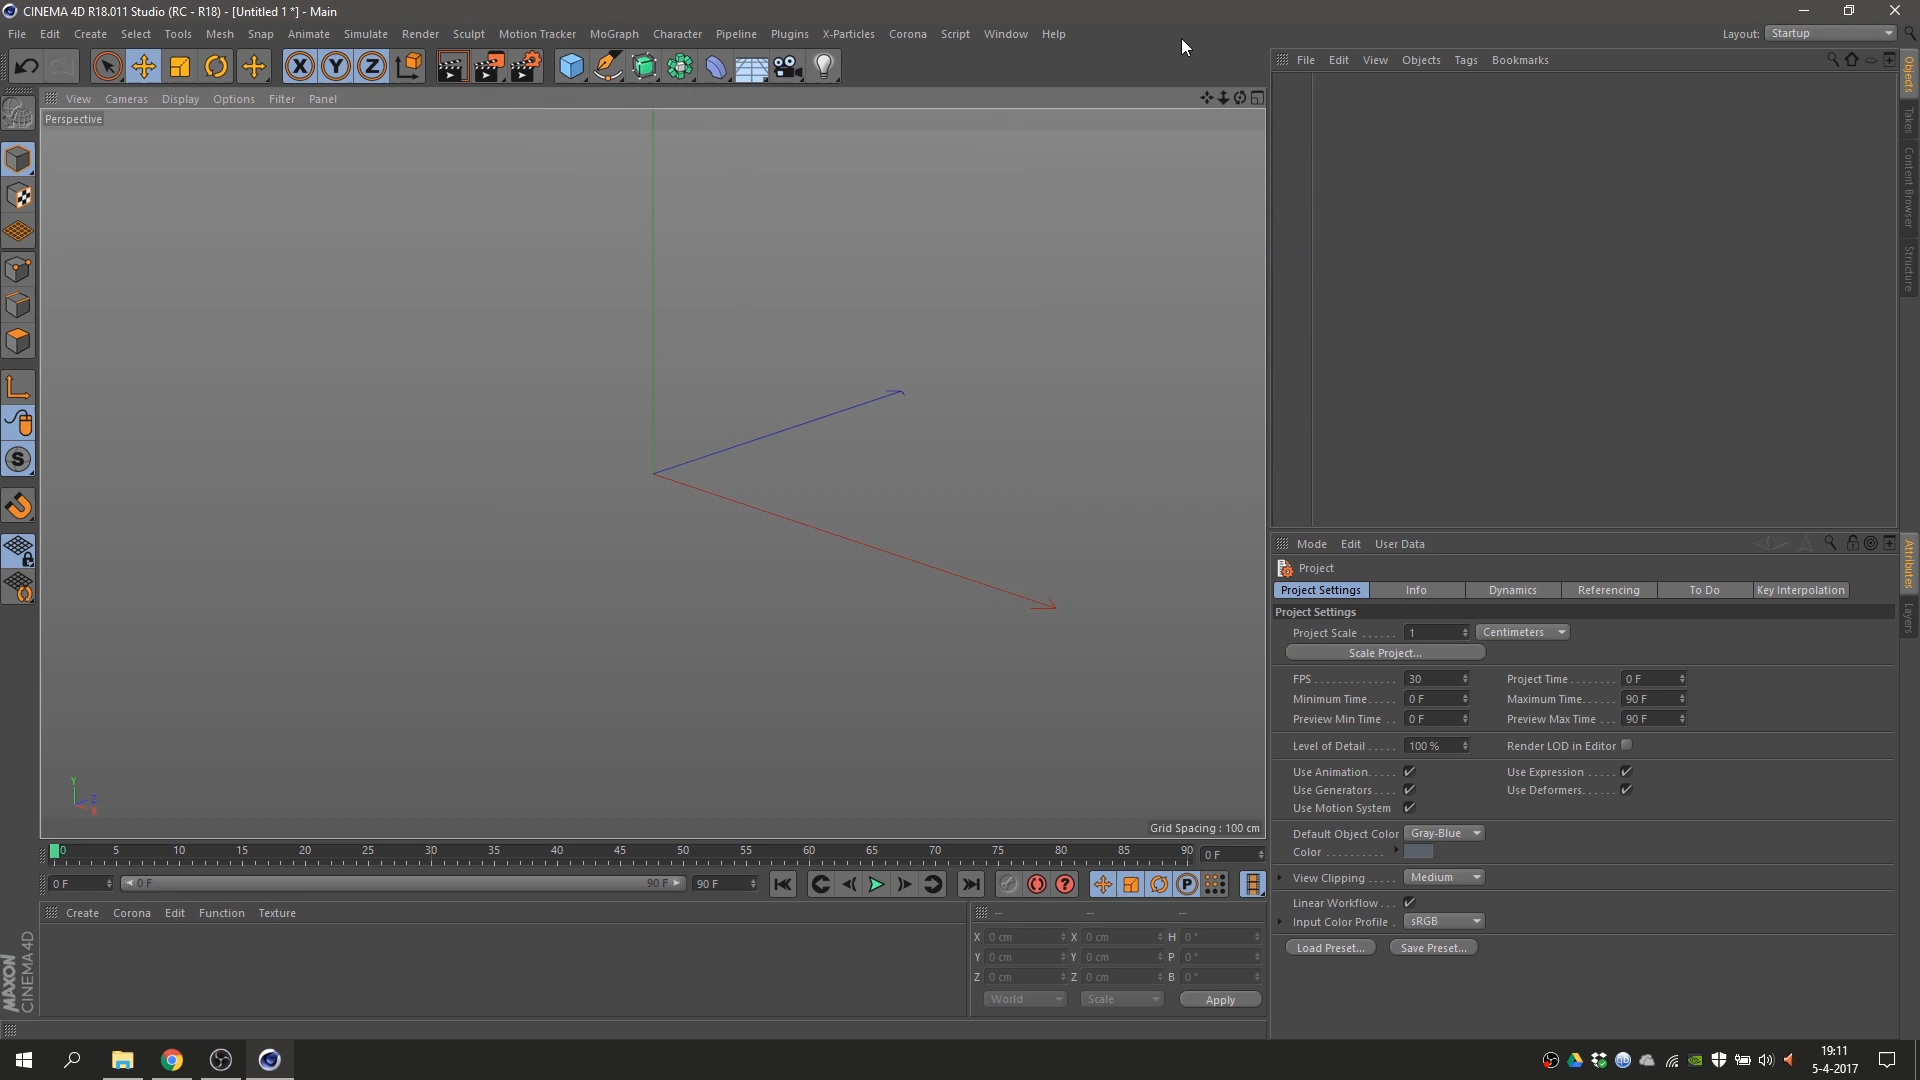 CINEMA 4D R18.011 Studio (RC - R18) - [Untitled 1 *] - Main
File Edit Create Select Tools Mesh Snap Animate Simulate Render Sculpt Motion Tracker MoGraph Character Pipeline Plugins X-Particles Corona Script Window Help
Layout: Startup
X Y Z
File Edit View Objects Tags Bookmarks
View Cameras Display Options Filter Panel
Perspective
Objects
Takes
Content Browser
Structure
Y
Z
X
Grid Spacing : 100 cm
S
Mode Edit User Data
Project
Project Settings Info Dynamics Referencing To Do Key Interpolation
Project Settings
Project Scale ...... 1 Centimeters
Scale Project...
FPS .............. 30 Project Time........ 0 F
Minimum Time..... 0 F Maximum Time...... 90 F
Preview Min Time .. 0 F Preview Max Time ... 90 F
Level of Detail ..... 100 % Render LOD in Editor
Use Animation..... Use Expression .....
Use Generators.... Use Deformers......
Use Motion System
Default Object Color Gray-Blue
Color ..........
View Clipping ..... Medium
Linear Workflow...
Input Color Profile . sRGB
Load Preset... Save Preset...
Attributes
Layers
0 5 10 15 20 25 30 35 40 45 50 55 60 65 70 75 80 85 90 0 F
0 F 0 F 90 F 90 F
P
Create Corona Edit Function Texture
-- -- --
X 0 cm X 0 cm H 0 °
Y 0 cm Y 0 cm P 0 °
Z 0 cm Z 0 cm B 0 °
World Scale Apply
MAXON
CINEMA 4D
19:11
5-4-2017